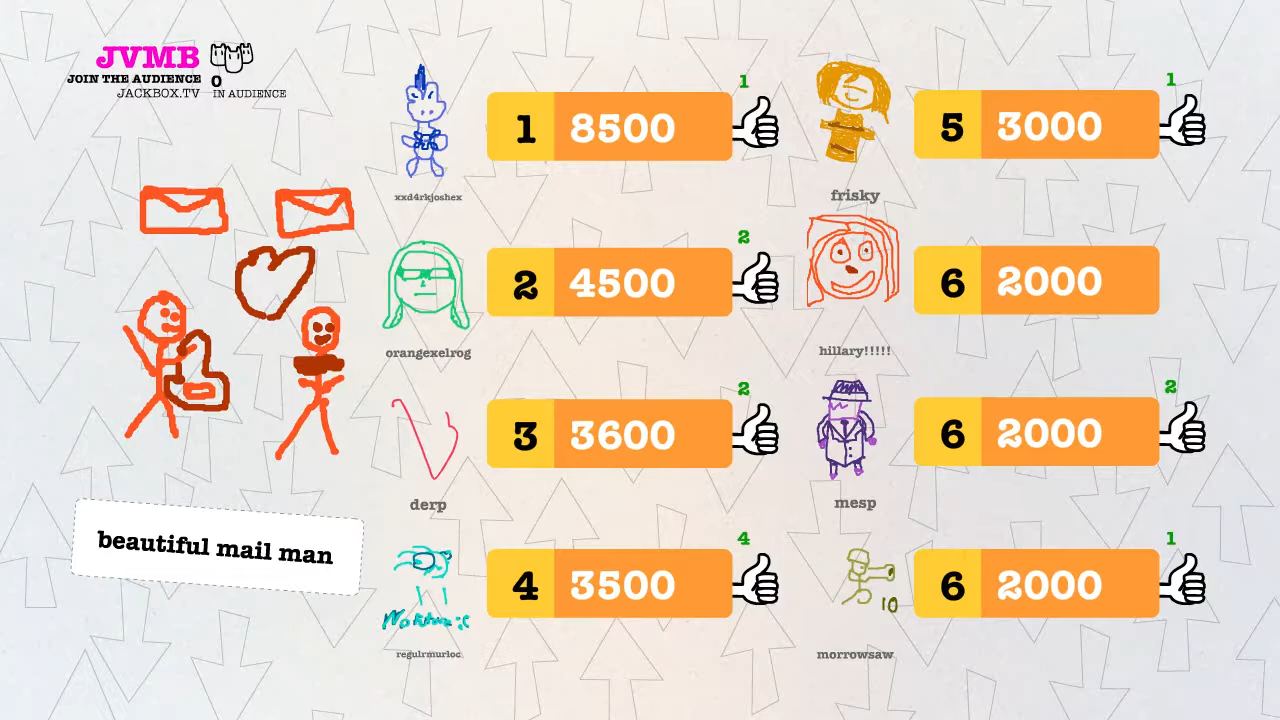 JVMB
JOIN THE AUDIENCE
JACKBOX.TV
0
IN AUDIENCE
beautiful mail man
1 8500
1
xxd4rkjoshex
2 4500
2
orangexelrog
3 3600
2
derp
4 3500
4
regulrmurloc
5 3000
1
frisky
6 2000
hillary!!!!!
6 2000
2
mesp
10
6 2000
1
morrowsaw